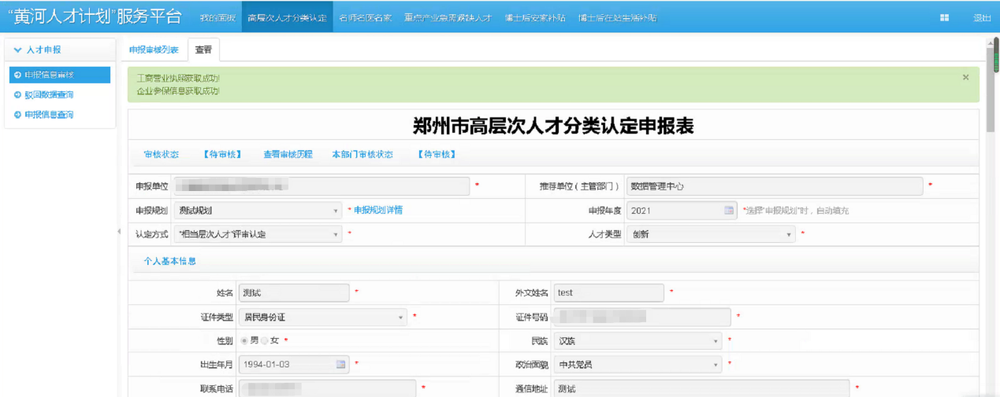 “黄河人才计划”服务平台 我的面板 高层次人才分类认定 名师名医名家 重点产业急需紧缺人才 博士后安家补贴 博士后在站生活补贴 退出
人才申报 申报审核列表 查看
申报信息审核
驳回数据查询
申报信息查询
工商营业执照获取成功!
企业参保信息获取成功!
×
郑州市高层次人才分类认定申报表
审核状态 【待审核】 查看审核历程 本部门审核状态 【待审核】
申报单位 * 推荐单位(主管部门) 数据管理中心 *
申报规划 测试规划 * 申报规划详情 申报年度 2021 *选择"申报规划"时,自动填充
认定方式 "相当层次人才"评审认定 * 人才类型 创新 *
个人基本信息
姓名 测试 * 外文姓名 test *
证件类型 居民身份证 * 证件号码 *
性别 男 女 * 民族 汉族 *
出生年月 1994-01-03 * 政治面貌 中共党员 *
联系电话 * 通信地址 测试 *